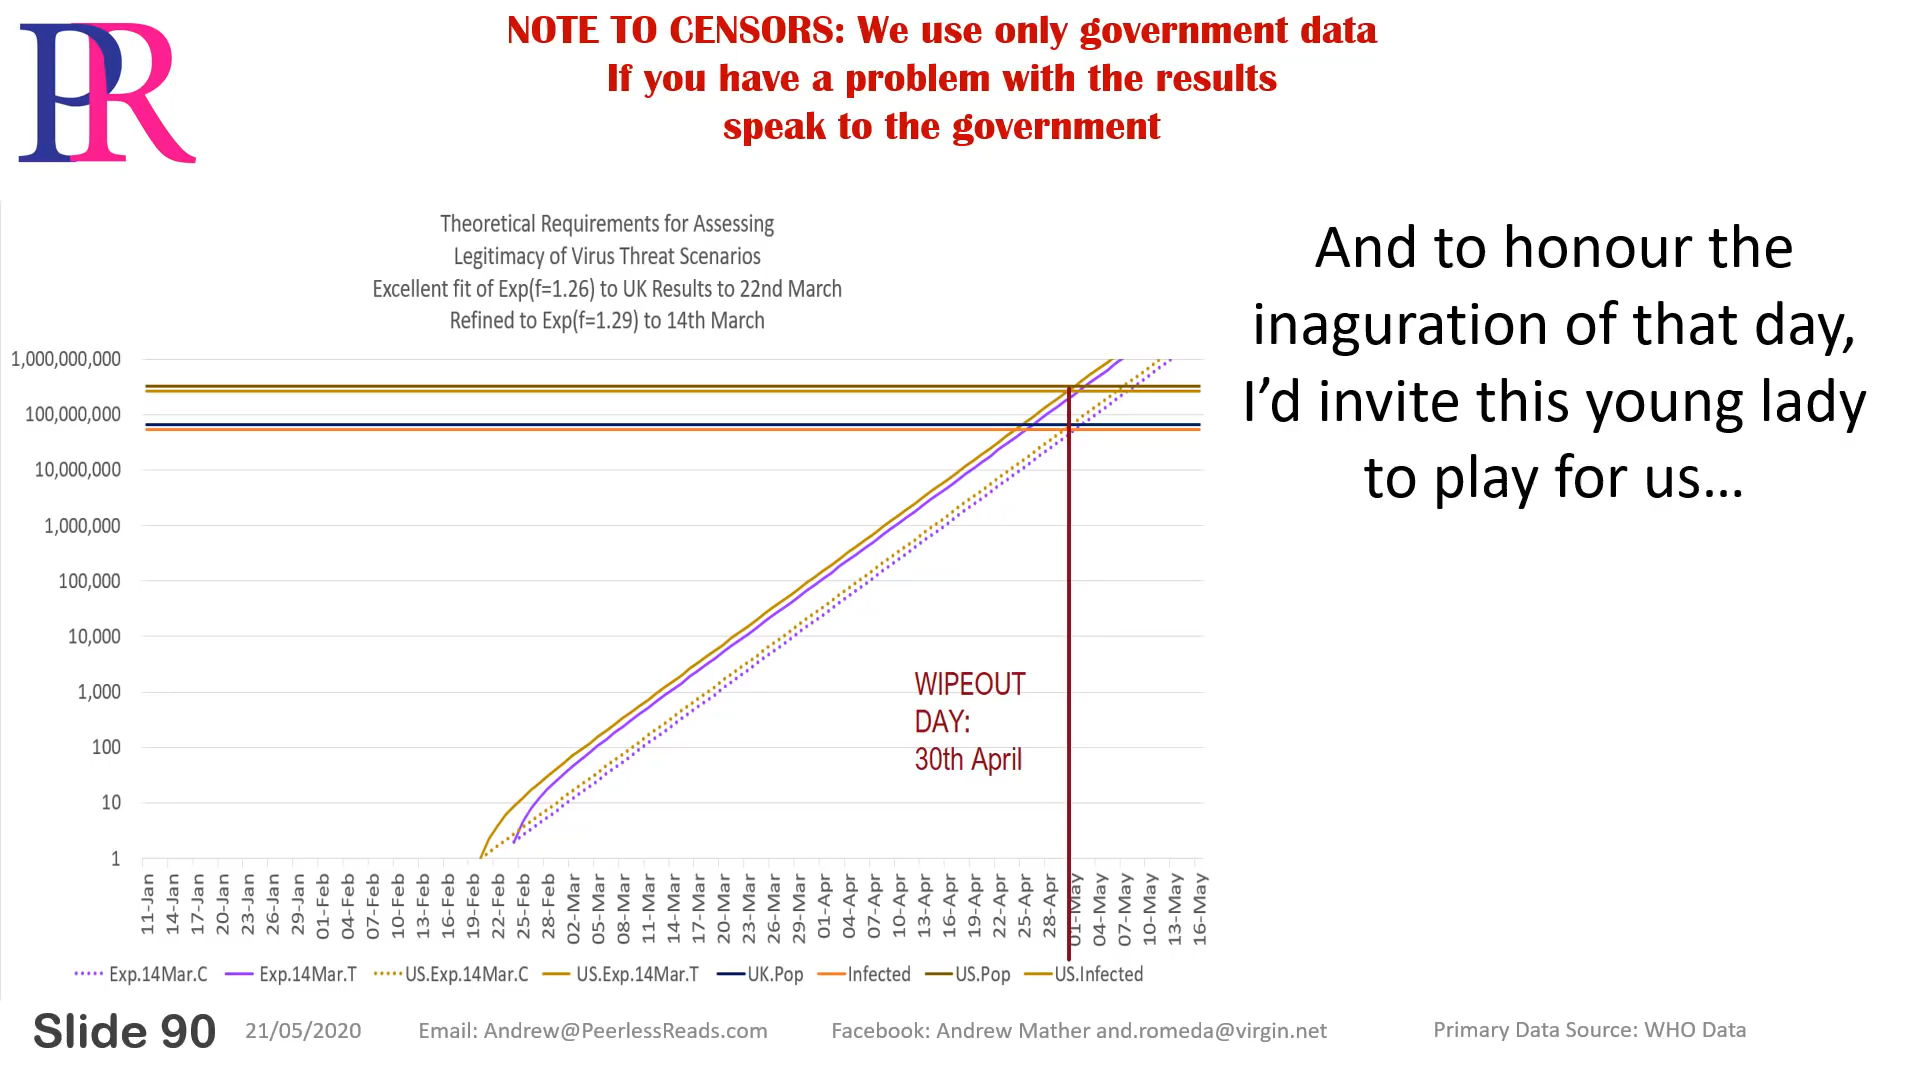 PR
NOTE TO CENSORS: We use only government data
If you have a problem with the results
speak to the government
Theoretical Requirements for Assessing
Legitimacy of Virus Threat Scenarios
Excellent fit of Exp(f=1.26) to UK Results to 22nd March
Refined to Exp(f=1.29) to 14th March
And to honour the
inaguration of that day,
I'd invite this young lady
to play for us...
1,000,000,000
100,000,000
10,000,000
1,000,000
100,000
10,000
1,000
100
10
1
WIPEOUT
DAY:
30th April
11-Jan
14-Jan
17-Jan
20-Jan
23-Jan
26-Jan
29-Jan
01-Feb
04-Feb
07-Feb
10-Feb
13-Feb
16-Feb
19-Feb
22-Feb
25-Feb
28-Feb
02-Mar
05-Mar
08-Mar
11-Mar
14-Mar
17-Mar
20-Mar
23-Mar
26-Mar
29-Mar
01-Apr
04-Apr
07-Apr
10-Apr
13-Apr
16-Apr
19-Apr
22-Apr
25-Apr
28-Apr
01-May
04-May
07-May
10-May
13-May
16-May
Exp.14Mar.C Exp.14Mar.T US.Exp.14Mar.C US.Exp.14Mar.T UK.Pop Infected US.Pop US.Infected
Slide 90 21/05/2020 Email: Andrew@PeerlessReads.com Facebook: Andrew Mather and.romeda@virgin.net Primary Data Source: WHO Data